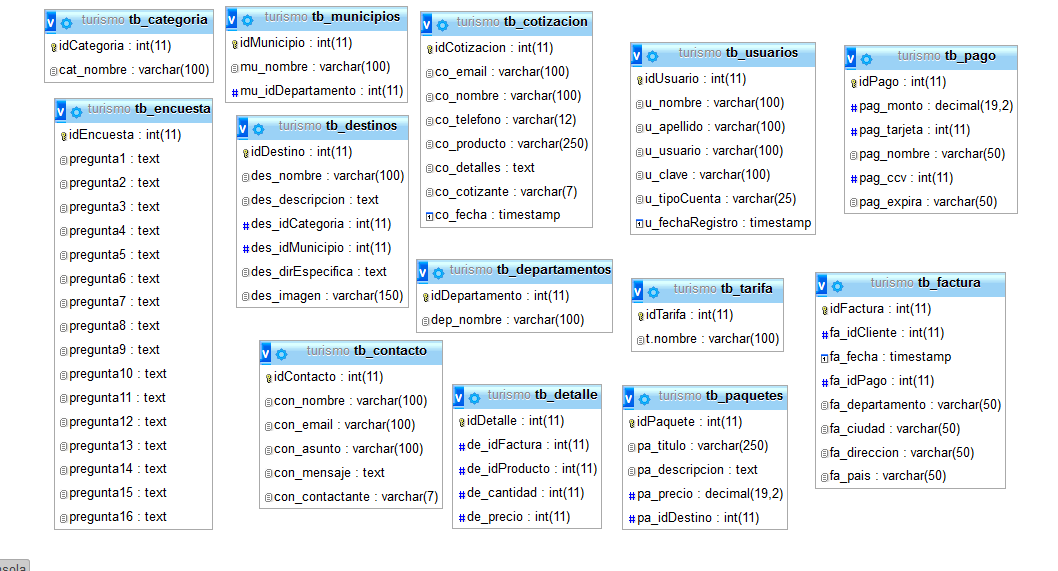 turismo tb_categoria
idCategoria : int(11)
cat_nombre : varchar(100)
turismo tb_municipios
idMunicipio : int(11)
mu_nombre : varchar(100)
mu_idDepartamento : int(11)
turismo tb_cotizacion
idCotizacion : int(11)
co_email : varchar(100)
co_nombre : varchar(100)
co_telefono : varchar(12)
co_producto : varchar(250)
co_detalles : text
co_cotizante : varchar(7)
co_fecha : timestamp
turismo tb_usuarios
idUsuario : int(11)
u_nombre : varchar(100)
u_apellido : varchar(100)
u_usuario : varchar(100)
u_clave : varchar(100)
u_tipoCuenta : varchar(25)
u_fechaRegistro : timestamp
turismo tb_pago
idPago : int(11)
pag_monto : decimal(19,2)
pag_tarjeta : int(11)
pag_nombre : varchar(50)
pag_ccv : int(11)
pag_expira : varchar(50)
turismo tb_encuesta
idEncuesta : int(11)
pregunta1 : text
pregunta2 : text
pregunta3 : text
pregunta4 : text
pregunta5 : text
pregunta6 : text
pregunta7 : text
pregunta8 : text
pregunta9 : text
pregunta10 : text
pregunta11 : text
pregunta12 : text
pregunta13 : text
pregunta14 : text
pregunta15 : text
pregunta16 : text
turismo tb_destinos
idDestino : int(11)
des_nombre : varchar(100)
des_descripcion : text
des_idCategoria : int(11)
des_idMunicipio : int(11)
des_dirEspecifica : text
des_imagen : varchar(150)
turismo tb_departamentos
idDepartamento : int(11)
dep_nombre : varchar(100)
turismo tb_tarifa
idTarifa : int(11)
t.nombre : varchar(100)
turismo tb_factura
idFactura : int(11)
fa_idCliente : int(11)
fa_fecha : timestamp
fa_idPago : int(11)
fa_departamento : varchar(50)
fa_ciudad : varchar(50)
fa_direccion : varchar(50)
fa_pais : varchar(50)
turismo tb_contacto
idContacto : int(11)
con_nombre : varchar(100)
con_email : varchar(100)
con_asunto : varchar(100)
con_mensaje : text
con_contactante : varchar(7)
turismo tb_detalle
idDetalle : int(11)
de_idFactura : int(11)
de_idProducto : int(11)
de_cantidad : int(11)
de_precio : int(11)
turismo tb_paquetes
idPaquete : int(11)
pa_titulo : varchar(250)
pa_descripcion : text
pa_precio : decimal(19,2)
pa_idDestino : int(11)